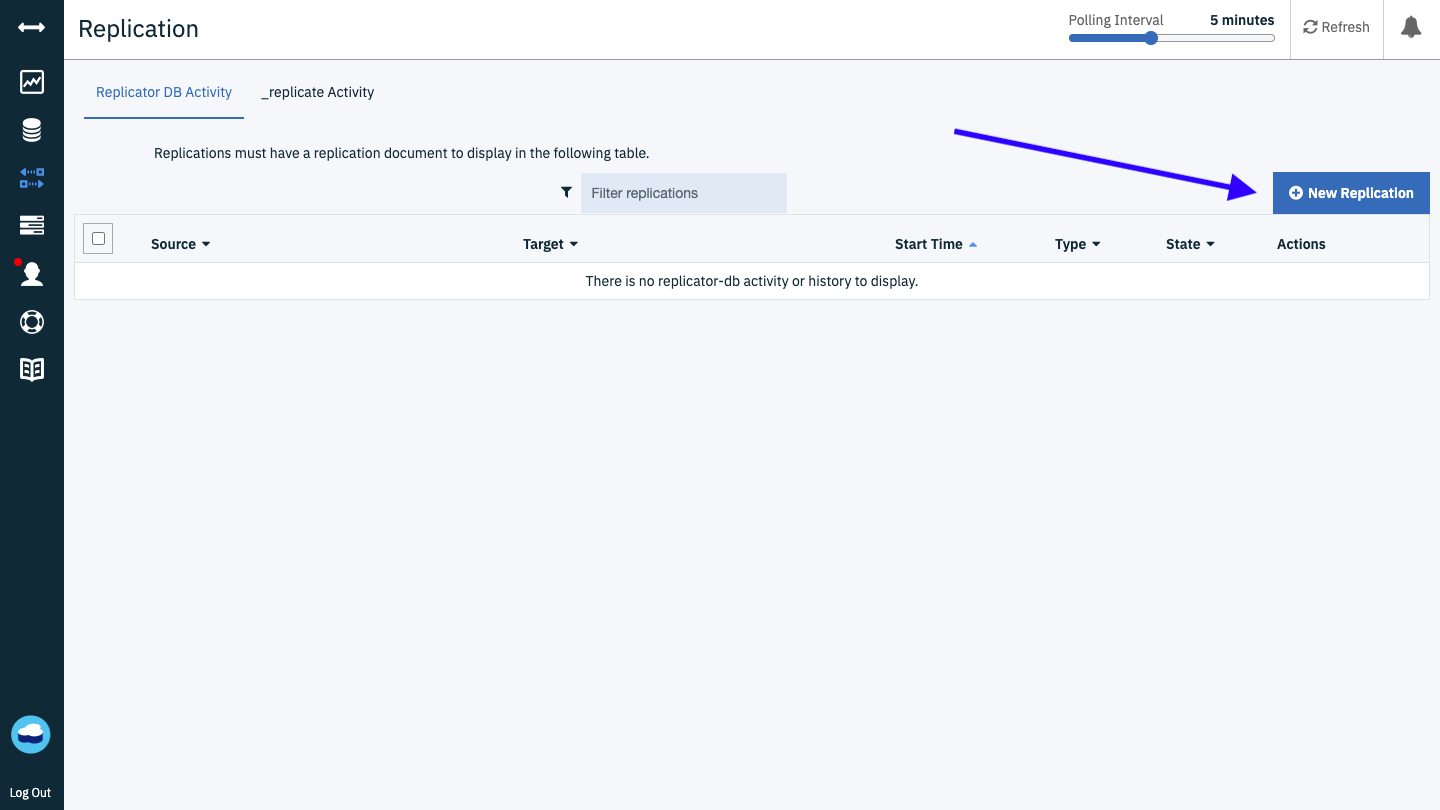 Replication
Polling Interval 5 minutes
Refresh
Replicator DB Activity
_replicate Activity
Replications must have a replication document to display in the following table.
Filter replications
New Replication
Source Target Start Time Type State Actions
There is no replicator-db activity or history to display.
Log Out